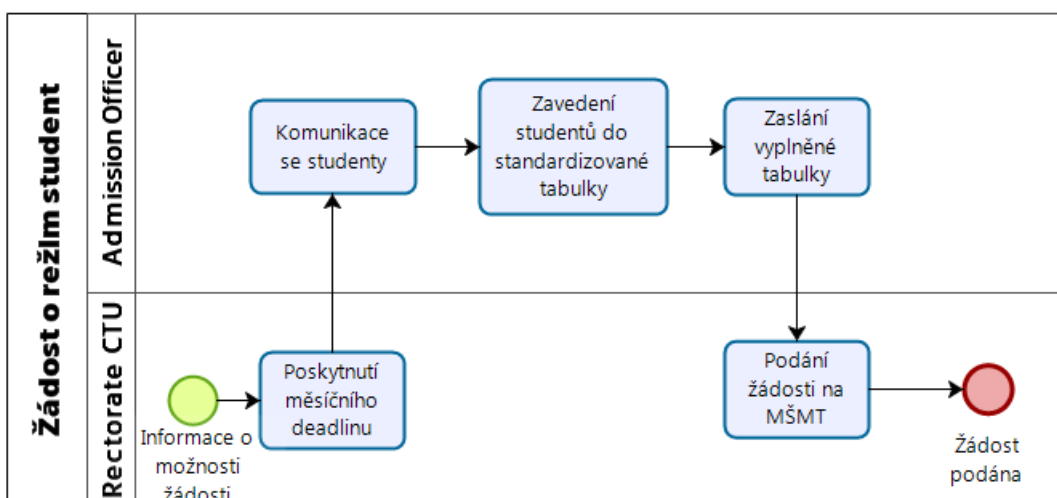 Žádost o režim student
Admission Officer
Komunikace
se studenty
Zavedení
studentů do
standardizované
tabulky
Zaslání
vyplněné
tabulky
Rectorate CTU
Informace o
možnosti
žádosti
Poskytnutí
měsíčního
deadlinu
Podání
žádosti na
MŠMT
Žádost
podána